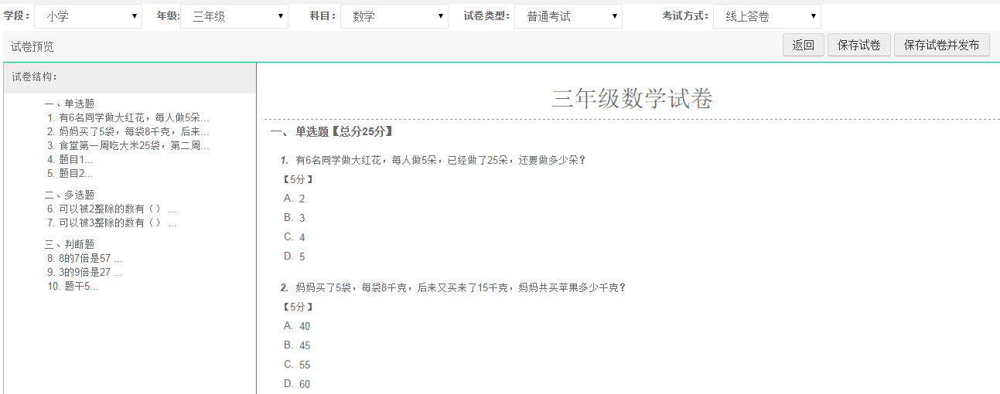 学段： 小学 年级: 三年级 科目： 数学 试卷类型： 普通考试 考试方式： 线上答卷
试卷预览 返回 保存试卷 保存试卷并发布
试卷结构：
一、单选题
1. 有6名同学做大红花，每人做5朵...
2. 妈妈买了5袋，每袋8千克，后来...
3. 食堂第一周吃大米25袋，第二周...
4. 题目1...
5. 题目2...
二、多选题
6. 可以被2整除的数有（） ...
7. 可以被3整除的数有（） ...
三、判断题
8. 8的7倍是57 ...
9. 3的9倍是27 ...
10. 题干5...
三年级数学试卷
一、 单选题【总分25分】
1. 有6名同学做大红花，每人做5朵，已经做了25朵，还要做多少朵?
【5分】
A. 2
B. 3
C. 4
D. 5
2. 妈妈买了5袋，每袋8千克，后来又买来了15千克，妈妈共买苹果多少千克?
【5分】
A. 40
B. 45
C. 55
D. 60